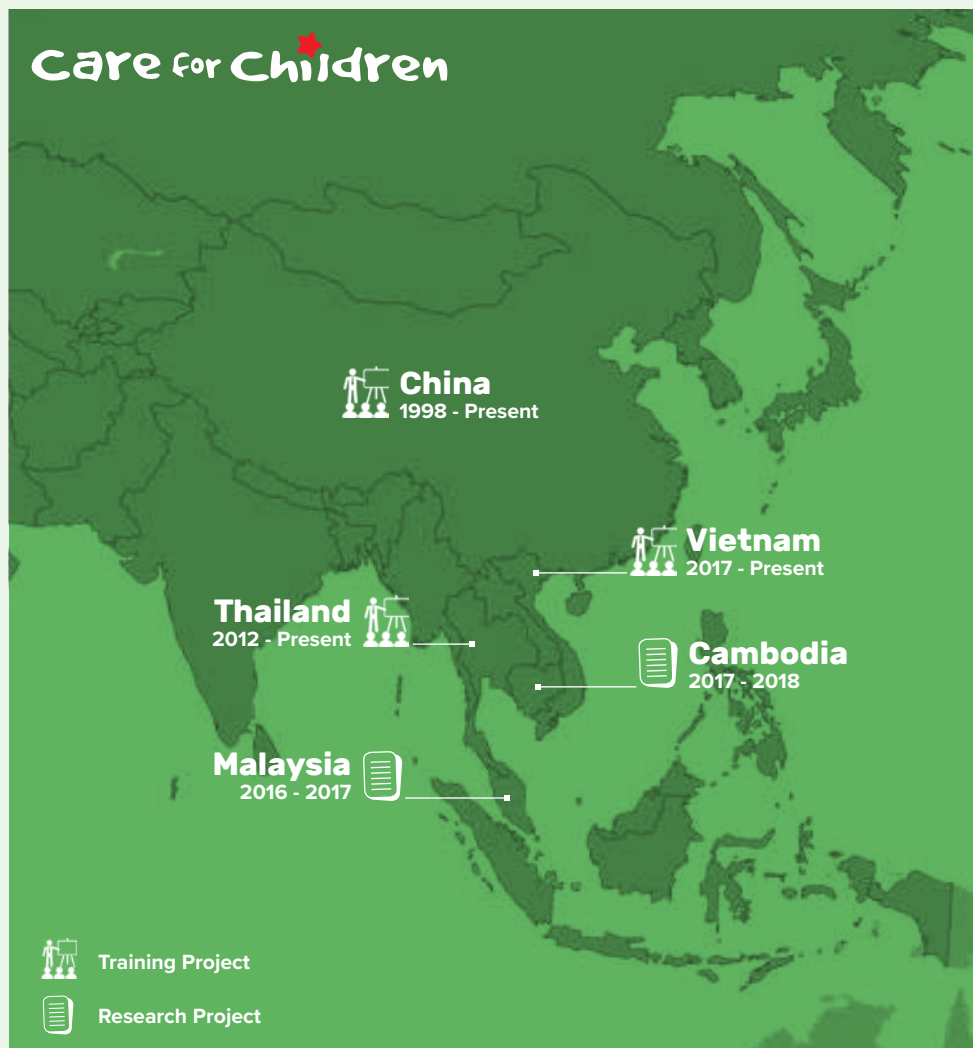 Care for Children
China
1998 - Present
Vietnam
2017 - Present
Thailand
2012 - Present
Cambodia
2017 - 2018
Malaysia
2016 - 2017
Training Project
Research Project